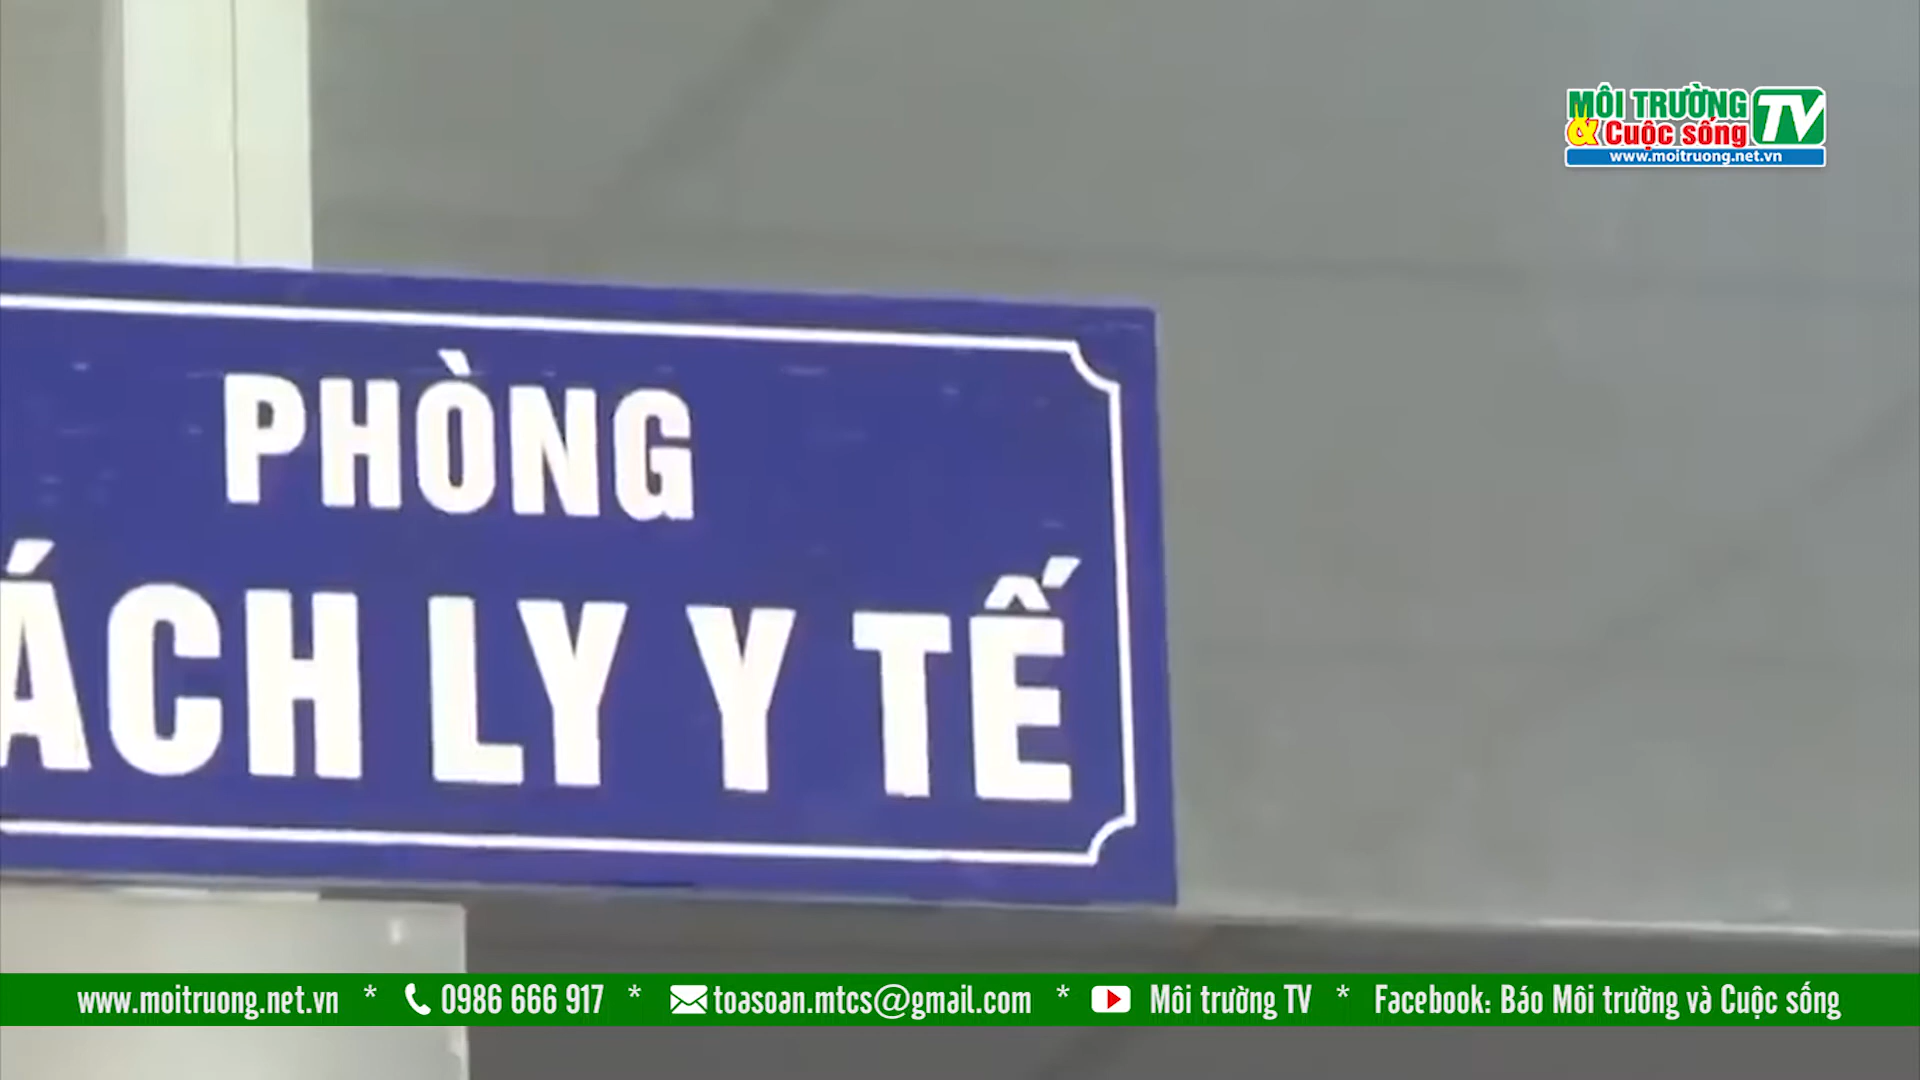 MÔI TRƯỜNG
& Cuộc sống TV
www.moitruong.net.vn
PHÒNG
ÁCH LY Y TẾ
www.moitruong.net.vn * 0986 666 917 * toasoan.mtcs@gmail.com * Môi trường TV * Facebook: Báo Môi trường và Cuộc sống